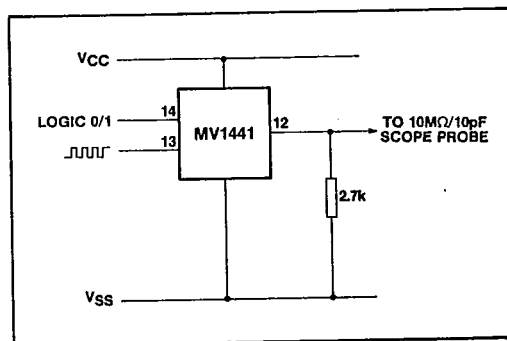 VCC
LOGIC 0/1
14
13
MV1441
12
TO 10MΩ/10pF
SCOPE PROBE
2.7k
VSS